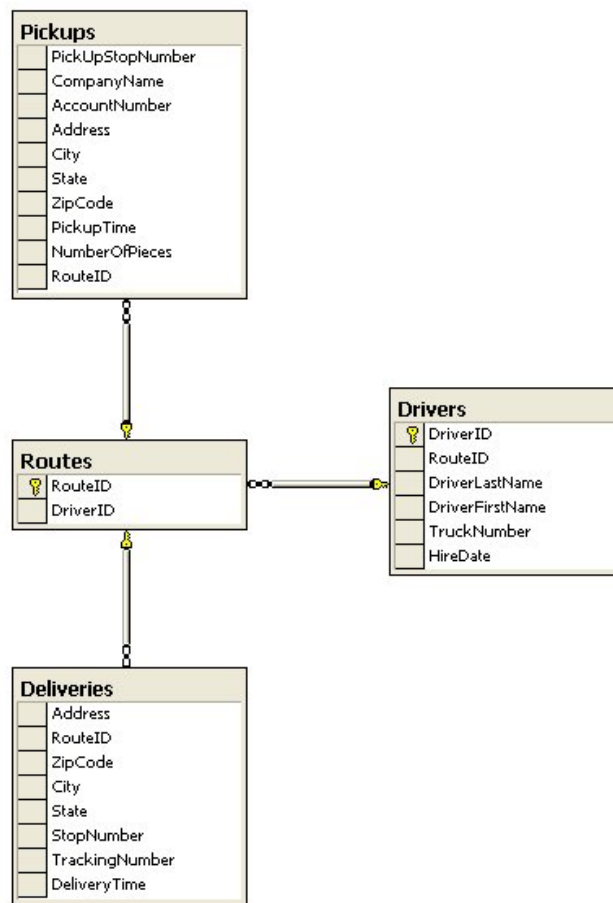 Pickups
PickUpStopNumber
CompanyName
AccountNumber
Address
City
State
ZipCode
PickupTime
NumberOfPieces
RouteID
Routes
RouteID
DriverID
Drivers
DriverID
RouteID
DriverLastName
DriverFirstName
TruckNumber
HireDate
Deliveries
Address
RouteID
ZipCode
City
State
StopNumber
TrackingNumber
DeliveryTime